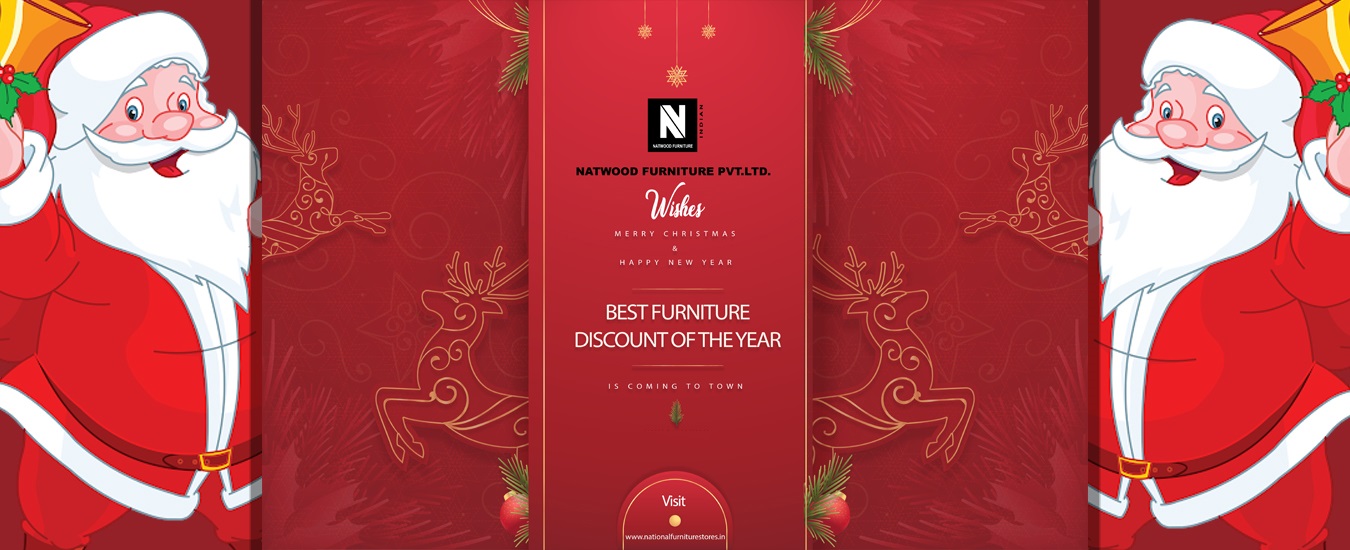 N
INDIAN
NATWOOD FURNITURE
NATWOOD FURNITURE PVT.LTD.
Wishes
MERRY CHRISTMAS
&
HAPPY NEW YEAR
BEST FURNITURE
DISCOUNT OF THE YEAR
IS COMING TO TOWN
Visit
www.nationalfurniturestores.in